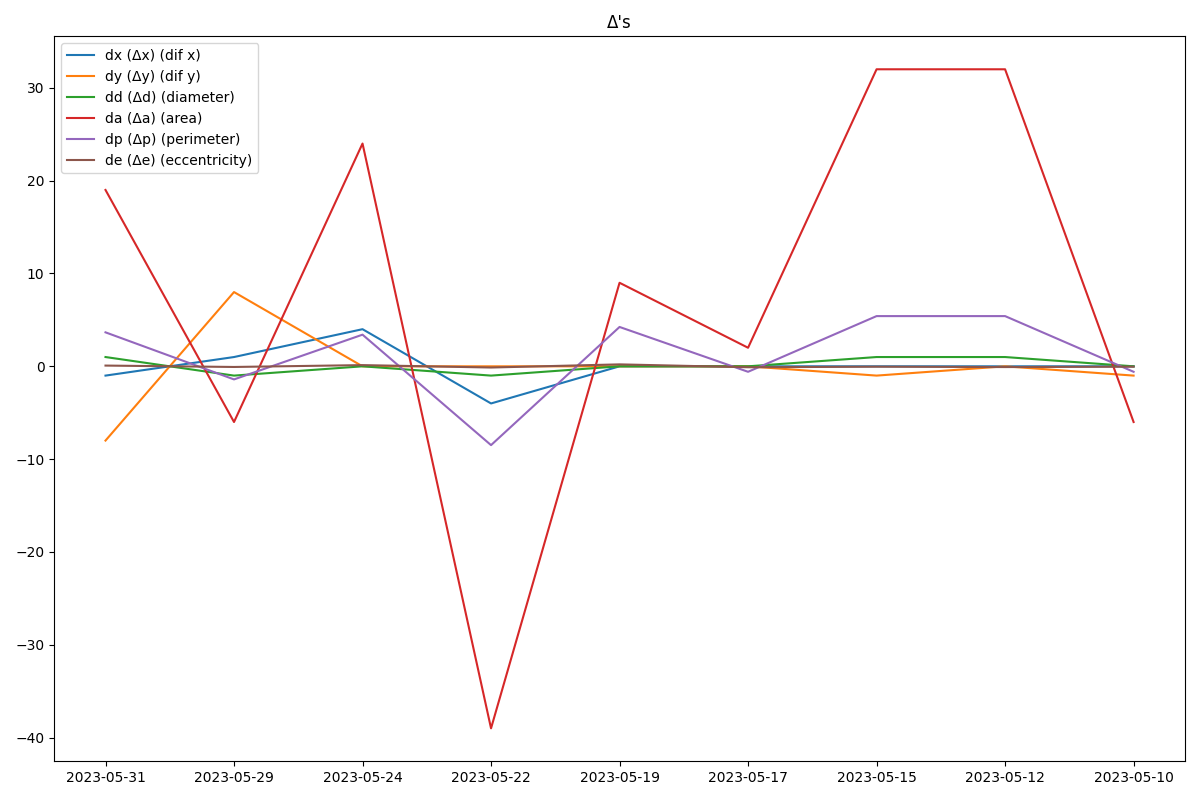 Δ's
dx (Δx) (dif x)
dy (Δy) (dif y)
dd (Δd) (diameter)
da (Δa) (area)
dp (Δp) (perimeter)
de (Δe) (eccentricity)
30
20
10
0
−10
−20
−30
−40
2023-05-31 2023-05-29 2023-05-24 2023-05-22 2023-05-19 2023-05-17 2023-05-15 2023-05-12 2023-05-10